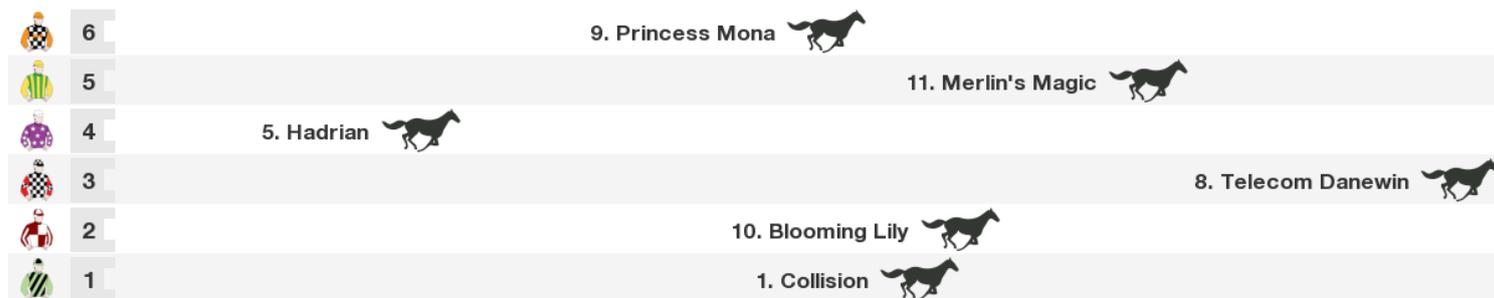 6 9. Princess Mona
5 11. Merlin's Magic
4 5. Hadrian
3 8. Telecom Danewin
2 10. Blooming Lily
1 1. Collision